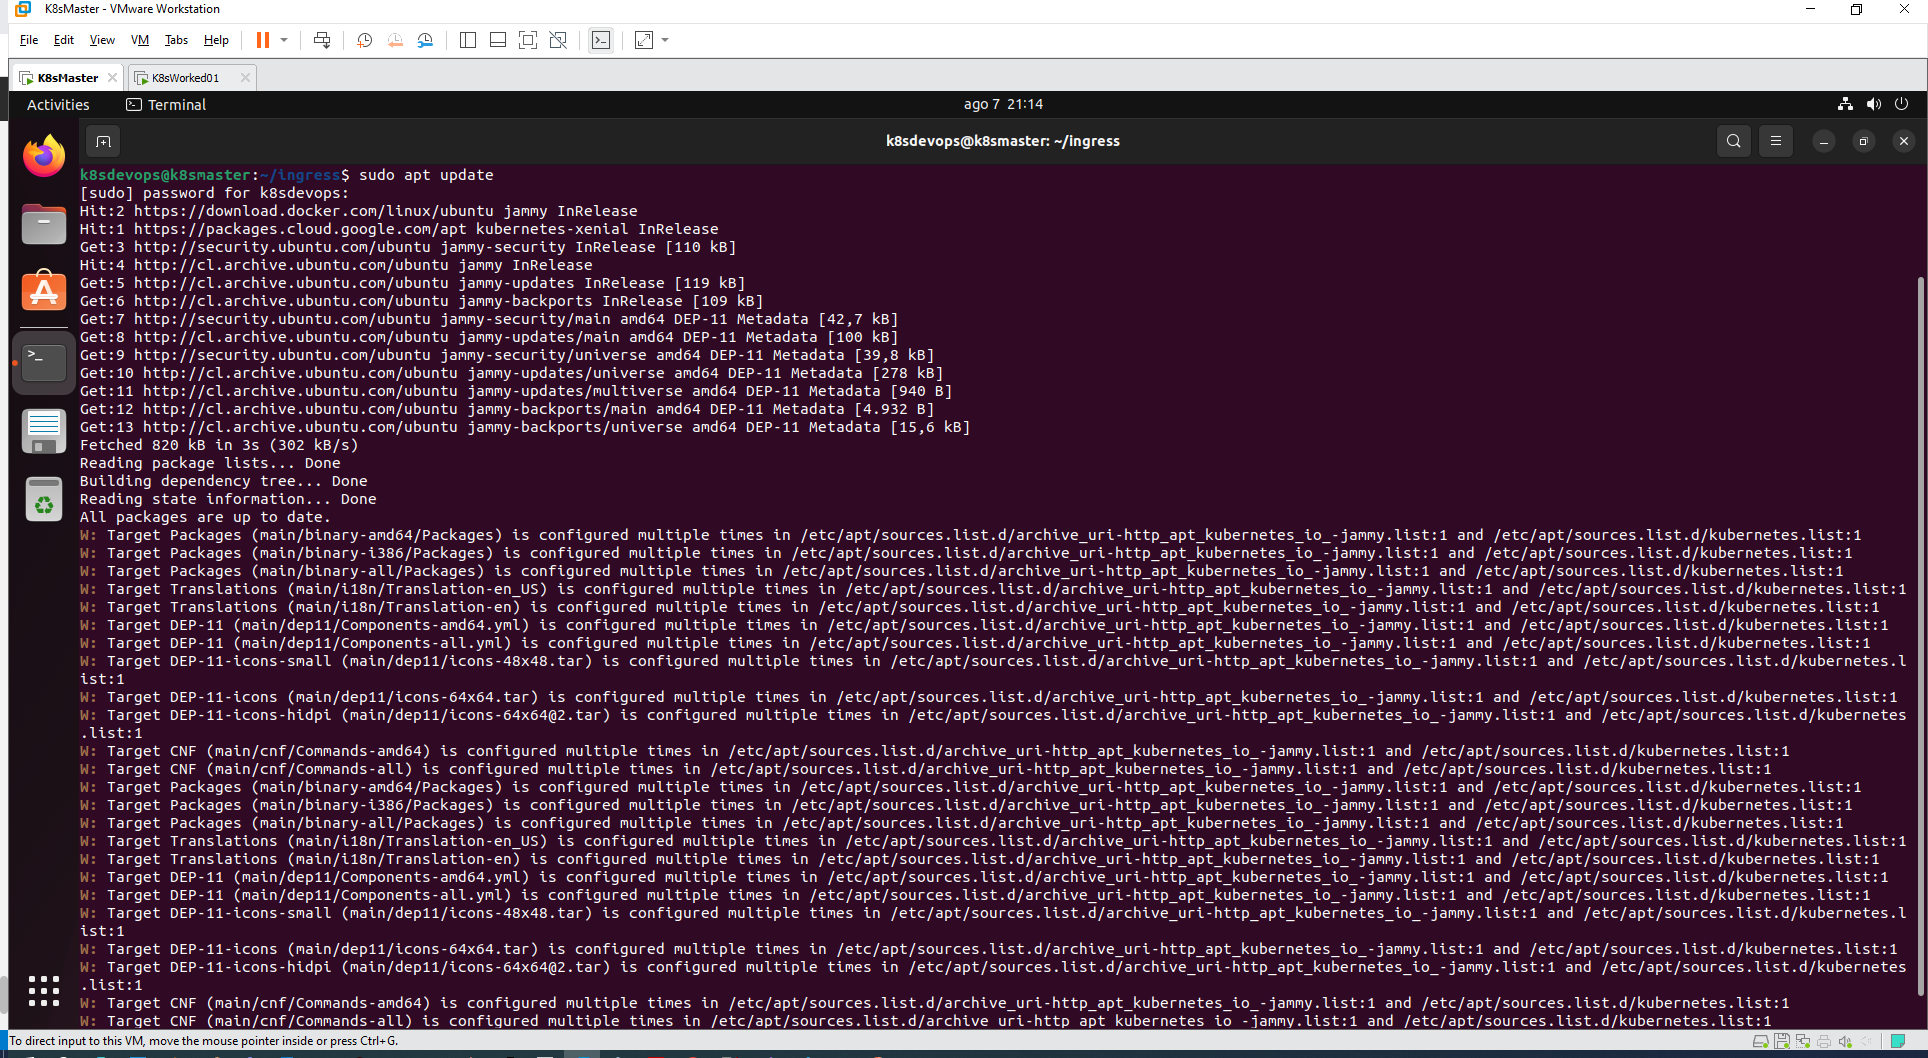 K8sMaster - VMware Workstation
File Edit View VM Tabs Help
K8sMaster K8sWorked01
Activities Terminal ago 7 21:14
k8sdevops@k8smaster: ~/ingress
k8sdevops@k8smaster:~/ingress$ sudo apt update
[sudo] password for k8sdevops:
Hit:2 https://download.docker.com/linux/ubuntu jammy InRelease
Hit:1 https://packages.cloud.google.com/apt kubernetes-xenial InRelease
Get:3 http://security.ubuntu.com/ubuntu jammy-security InRelease [110 kB]
Hit:4 http://cl.archive.ubuntu.com/ubuntu jammy InRelease
Get:5 http://cl.archive.ubuntu.com/ubuntu jammy-updates InRelease [119 kB]
Get:6 http://cl.archive.ubuntu.com/ubuntu jammy-backports InRelease [109 kB]
Get:7 http://security.ubuntu.com/ubuntu jammy-security/main amd64 DEP-11 Metadata [42,7 kB]
Get:8 http://cl.archive.ubuntu.com/ubuntu jammy-updates/main amd64 DEP-11 Metadata [100 kB]
Get:9 http://security.ubuntu.com/ubuntu jammy-security/universe amd64 DEP-11 Metadata [39,8 kB]
Get:10 http://cl.archive.ubuntu.com/ubuntu jammy-updates/universe amd64 DEP-11 Metadata [278 kB]
Get:11 http://cl.archive.ubuntu.com/ubuntu jammy-updates/multiverse amd64 DEP-11 Metadata [940 B]
Get:12 http://cl.archive.ubuntu.com/ubuntu jammy-backports/main amd64 DEP-11 Metadata [4.932 B]
Get:13 http://cl.archive.ubuntu.com/ubuntu jammy-backports/universe amd64 DEP-11 Metadata [15,6 kB]
Fetched 820 kB in 3s (302 kB/s)
Reading package lists... Done
Building dependency tree... Done
Reading state information... Done
All packages are up to date.
W: Target Packages (main/binary-amd64/Packages) is configured multiple times in /etc/apt/sources.list.d/archive_uri-http_apt_kubernetes_io_-jammy.list:1 and /etc/apt/sources.list.d/kubernetes.list:1
W: Target Packages (main/binary-i386/Packages) is configured multiple times in /etc/apt/sources.list.d/archive_uri-http_apt_kubernetes_io_-jammy.list:1 and /etc/apt/sources.list.d/kubernetes.list:1
W: Target Packages (main/binary-all/Packages) is configured multiple times in /etc/apt/sources.list.d/archive_uri-http_apt_kubernetes_io_-jammy.list:1 and /etc/apt/sources.list.d/kubernetes.list:1
W: Target Translations (main/i18n/Translation-en_US) is configured multiple times in /etc/apt/sources.list.d/archive_uri-http_apt_kubernetes_io_-jammy.list:1 and /etc/apt/sources.list.d/kubernetes.list:1
W: Target Translations (main/i18n/Translation-en) is configured multiple times in /etc/apt/sources.list.d/archive_uri-http_apt_kubernetes_io_-jammy.list:1 and /etc/apt/sources.list.d/kubernetes.list:1
W: Target DEP-11 (main/dep11/Components-amd64.yml) is configured multiple times in /etc/apt/sources.list.d/archive_uri-http_apt_kubernetes_io_-jammy.list:1 and /etc/apt/sources.list.d/kubernetes.list:1
W: Target DEP-11 (main/dep11/Components-all.yml) is configured multiple times in /etc/apt/sources.list.d/archive_uri-http_apt_kubernetes_io_-jammy.list:1 and /etc/apt/sources.list.d/kubernetes.list:1
W: Target DEP-11-icons-small (main/dep11/icons-48x48.tar) is configured multiple times in /etc/apt/sources.list.d/archive_uri-http_apt_kubernetes_io_-jammy.list:1 and /etc/apt/sources.list.d/kubernetes.l
ist:1
W: Target DEP-11-icons (main/dep11/icons-64x64.tar) is configured multiple times in /etc/apt/sources.list.d/archive_uri-http_apt_kubernetes_io_-jammy.list:1 and /etc/apt/sources.list.d/kubernetes.list:1
W: Target DEP-11-icons-hidpi (main/dep11/icons-64x64@2.tar) is configured multiple times in /etc/apt/sources.list.d/archive_uri-http_apt_kubernetes_io_-jammy.list:1 and /etc/apt/sources.list.d/kubernetes
.list:1
W: Target CNF (main/cnf/Commands-amd64) is configured multiple times in /etc/apt/sources.list.d/archive_uri-http_apt_kubernetes_io_-jammy.list:1 and /etc/apt/sources.list.d/kubernetes.list:1
W: Target CNF (main/cnf/Commands-all) is configured multiple times in /etc/apt/sources.list.d/archive_uri-http_apt_kubernetes_io_-jammy.list:1 and /etc/apt/sources.list.d/kubernetes.list:1
W: Target Packages (main/binary-amd64/Packages) is configured multiple times in /etc/apt/sources.list.d/archive_uri-http_apt_kubernetes_io_-jammy.list:1 and /etc/apt/sources.list.d/kubernetes.list:1
W: Target Packages (main/binary-i386/Packages) is configured multiple times in /etc/apt/sources.list.d/archive_uri-http_apt_kubernetes_io_-jammy.list:1 and /etc/apt/sources.list.d/kubernetes.list:1
W: Target Packages (main/binary-all/Packages) is configured multiple times in /etc/apt/sources.list.d/archive_uri-http_apt_kubernetes_io_-jammy.list:1 and /etc/apt/sources.list.d/kubernetes.list:1
W: Target Translations (main/i18n/Translation-en_US) is configured multiple times in /etc/apt/sources.list.d/archive_uri-http_apt_kubernetes_io_-jammy.list:1 and /etc/apt/sources.list.d/kubernetes.list:1
W: Target Translations (main/i18n/Translation-en) is configured multiple times in /etc/apt/sources.list.d/archive_uri-http_apt_kubernetes_io_-jammy.list:1 and /etc/apt/sources.list.d/kubernetes.list:1
W: Target DEP-11 (main/dep11/Components-amd64.yml) is configured multiple times in /etc/apt/sources.list.d/archive_uri-http_apt_kubernetes_io_-jammy.list:1 and /etc/apt/sources.list.d/kubernetes.list:1
W: Target DEP-11 (main/dep11/Components-all.yml) is configured multiple times in /etc/apt/sources.list.d/archive_uri-http_apt_kubernetes_io_-jammy.list:1 and /etc/apt/sources.list.d/kubernetes.list:1
W: Target DEP-11-icons-small (main/dep11/icons-48x48.tar) is configured multiple times in /etc/apt/sources.list.d/archive_uri-http_apt_kubernetes_io_-jammy.list:1 and /etc/apt/sources.list.d/kubernetes.l
ist:1
W: Target DEP-11-icons (main/dep11/icons-64x64.tar) is configured multiple times in /etc/apt/sources.list.d/archive_uri-http_apt_kubernetes_io_-jammy.list:1 and /etc/apt/sources.list.d/kubernetes.list:1
W: Target DEP-11-icons-hidpi (main/dep11/icons-64x64@2.tar) is configured multiple times in /etc/apt/sources.list.d/archive_uri-http_apt_kubernetes_io_-jammy.list:1 and /etc/apt/sources.list.d/kubernetes
.list:1
W: Target CNF (main/cnf/Commands-amd64) is configured multiple times in /etc/apt/sources.list.d/archive_uri-http_apt_kubernetes_io_-jammy.list:1 and /etc/apt/sources.list.d/kubernetes.list:1
W: Target CNF (main/cnf/Commands-all) is configured multiple times in /etc/apt/sources.list.d/archive_uri-http_apt_kubernetes_io_-jammy.list:1 and /etc/apt/sources.list.d/kubernetes.list:1
To direct input to this VM, move the mouse pointer inside or press Ctrl+G.